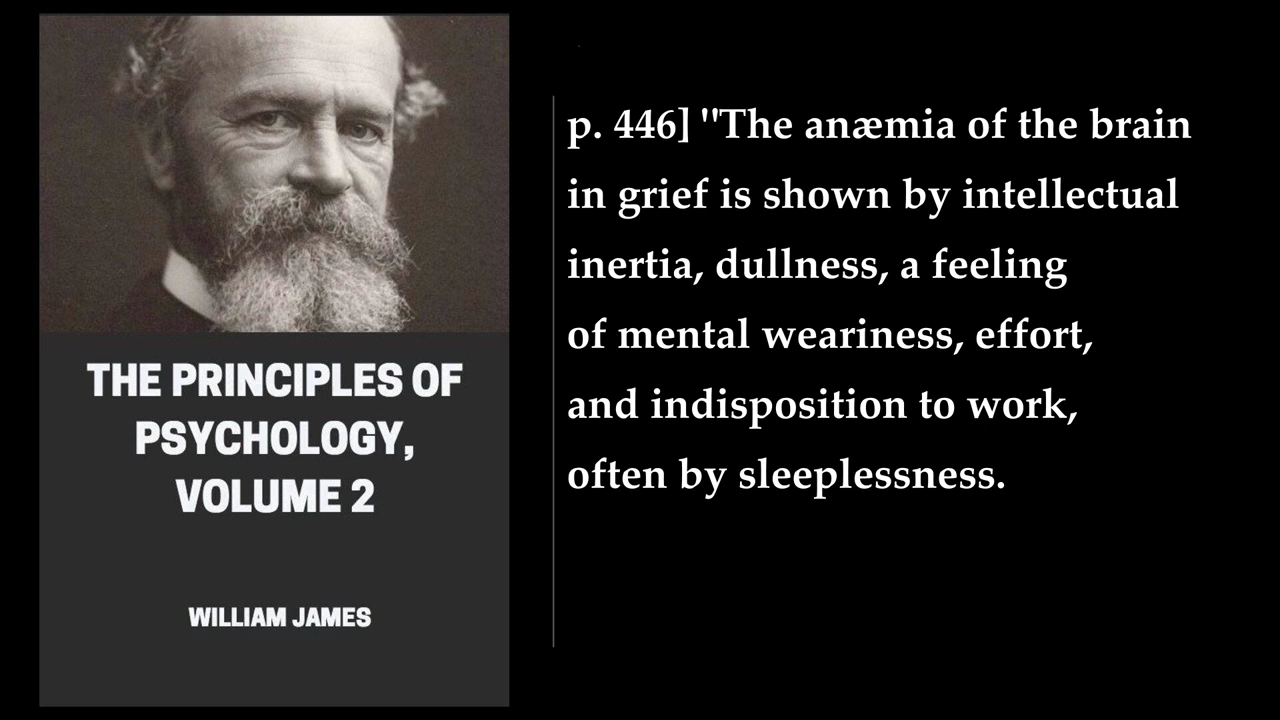 THE PRINCIPLES OF
PSYCHOLOGY,
VOLUME 2
WILLIAM JAMES
p. 446] "The anæmia of the brain
in grief is shown by intellectual
inertia, dullness, a feeling
of mental weariness, effort,
and indisposition to work,
often by sleeplessness.